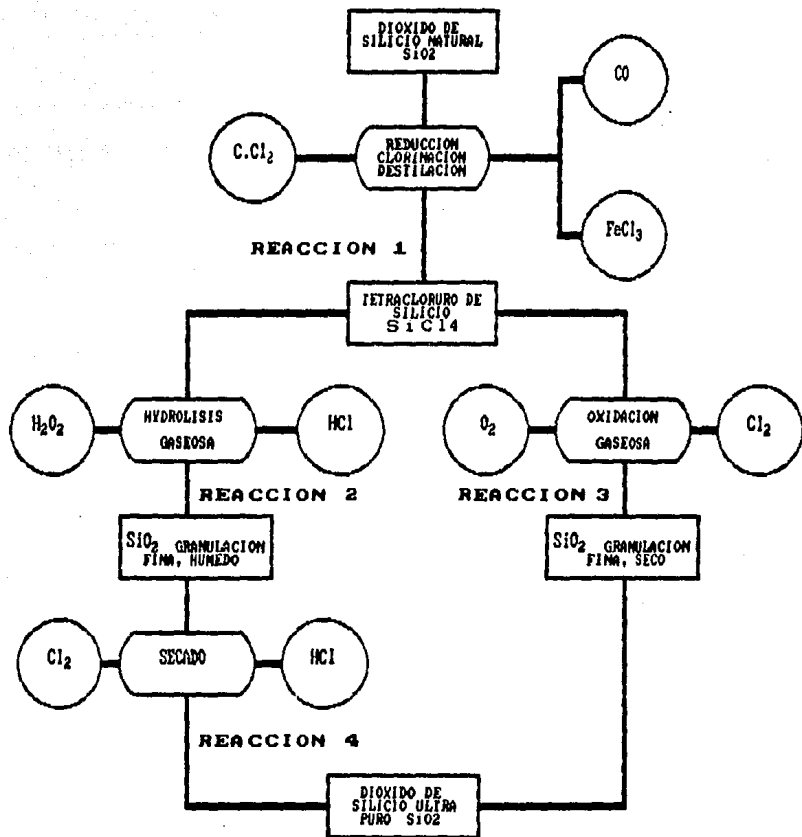 DIOXIDO DE
SILICIO NATURAL
SiO2
CO
C.Cl₂
REDUCCION
CLORINACION
DESTILACION
FeCl₃
REACCION 1
TETRACLORURO DE
SILICIO
SiCl4
H₂O₂
HYDROLISIS
GASEOSA
HCl
O₂
OXIDACION
GASEOSA
Cl₂
REACCION 2
REACCION 3
SiO₂ GRANULACION
FINA, HUMEDO
SiO₂ GRANULACION
FINA, SECO
Cl₂
SECADO
HCl
REACCION 4
DIOXIDO DE
SILICIO ULTRA
PURO SiO2